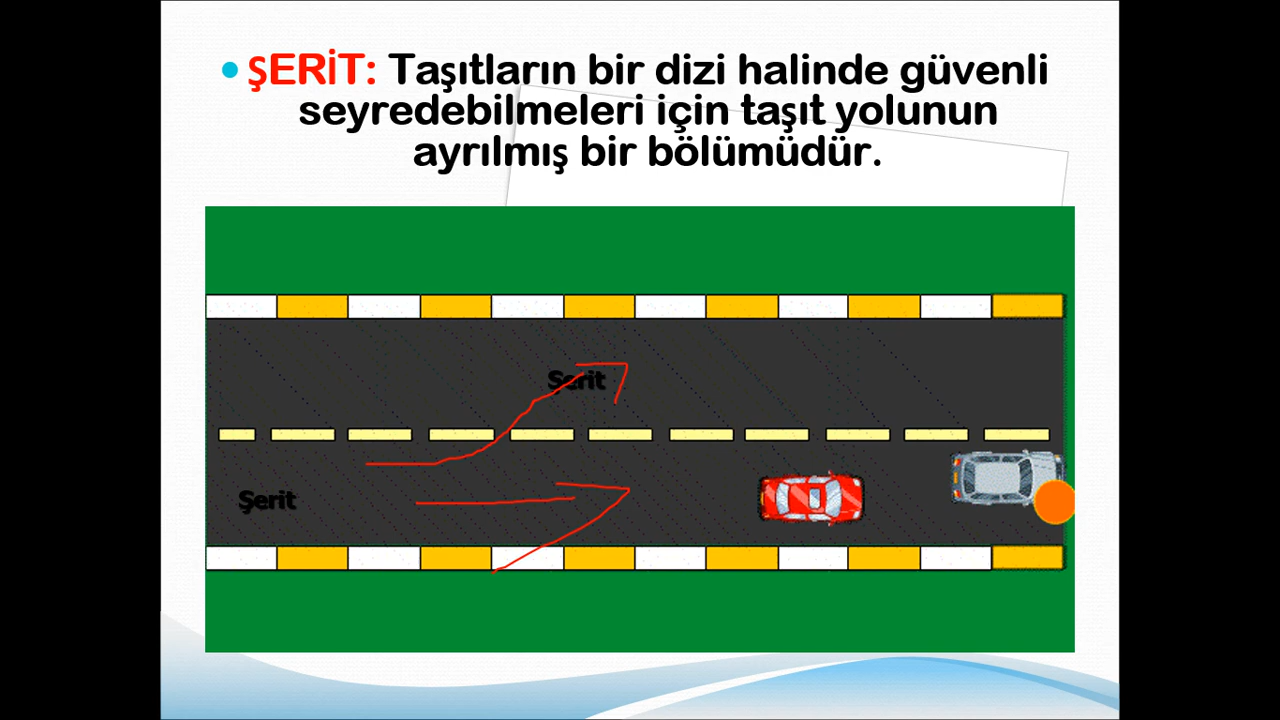 ŞERİT: Taşıtların bir dizi halinde güvenli
seyredebilmeleri için taşıt yolunun
ayrılmış bir bölümüdür.
Şerit
Şerit